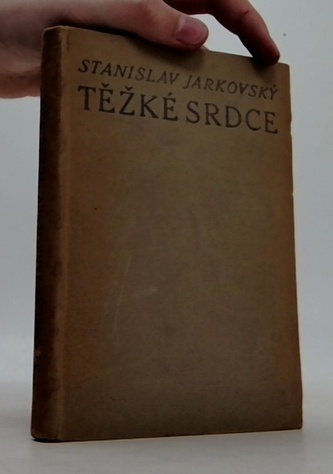 STANISLAV JARKOVSKÝ
TĚŽKÉ SRDCE